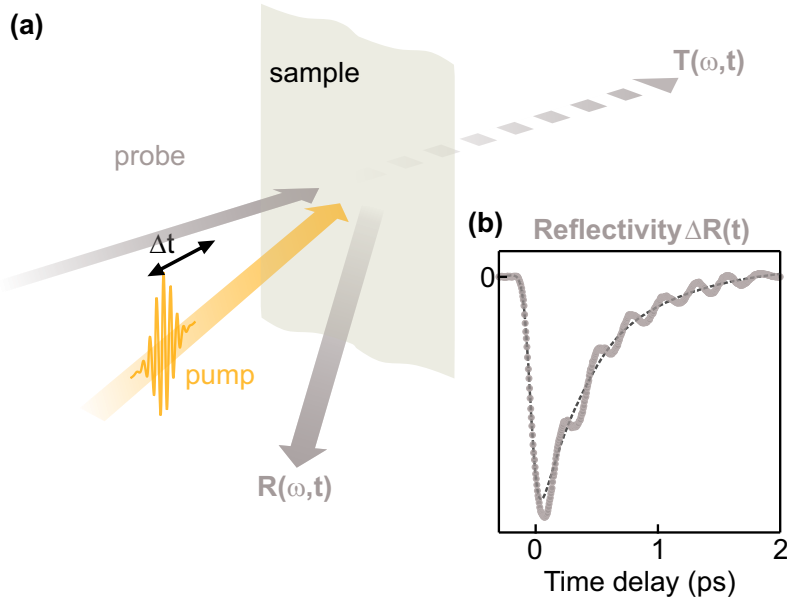 (a)
sample
T(ω,t)
probe
Δt
pump
R(ω,t)
(b)
Reflectivity ΔR(t)
0
0
1
2
Time delay (ps)